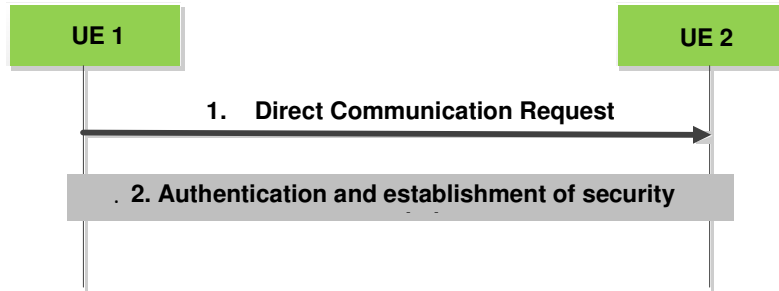 UE 1
UE 2
1. Direct Communication Request
. 2. Authentication and establishment of security